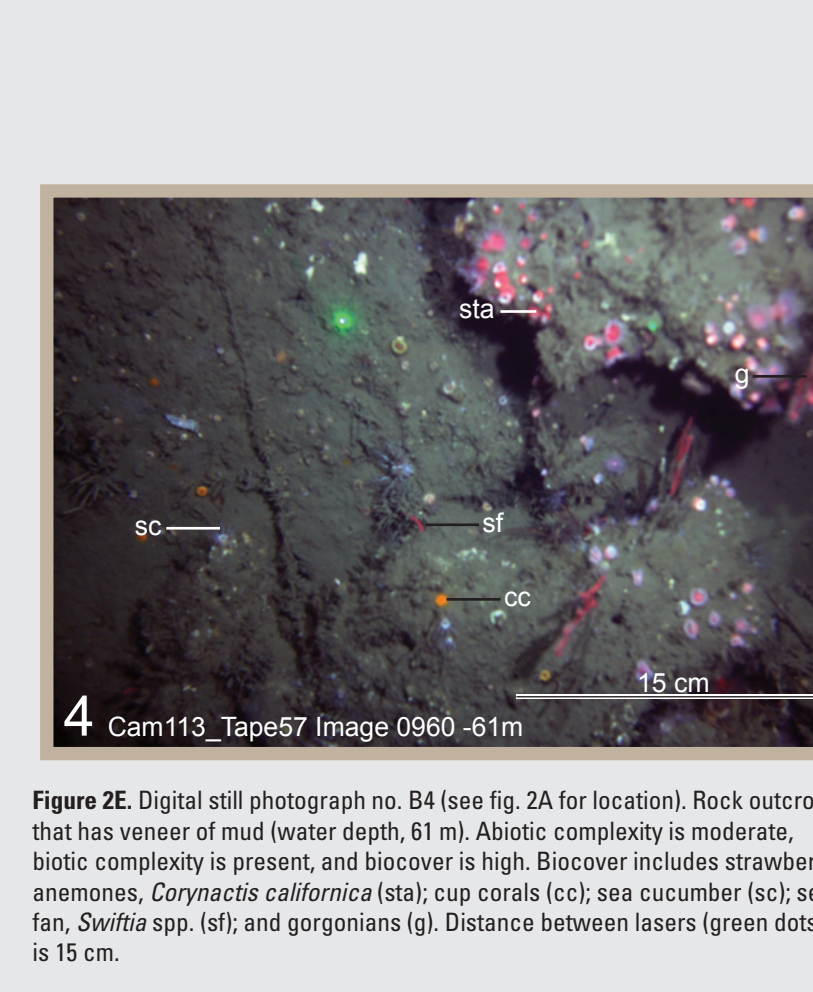 sta
g
sc
sf
cc
15 cm
4 Cam113_Tape57 Image 0960 -61m
Figure 2E. Digital still photograph no. B4 (see fig. 2A for location). Rock outcro
that has veneer of mud (water depth, 61 m). Abiotic complexity is moderate,
biotic complexity is present, and biocover is high. Biocover includes strawber
anemones, Corynactis californica (sta); cup corals (cc); sea cucumber (sc); se
fan, Swiftia spp. (sf); and gorgonians (g). Distance between lasers (green dots
is 15 cm.